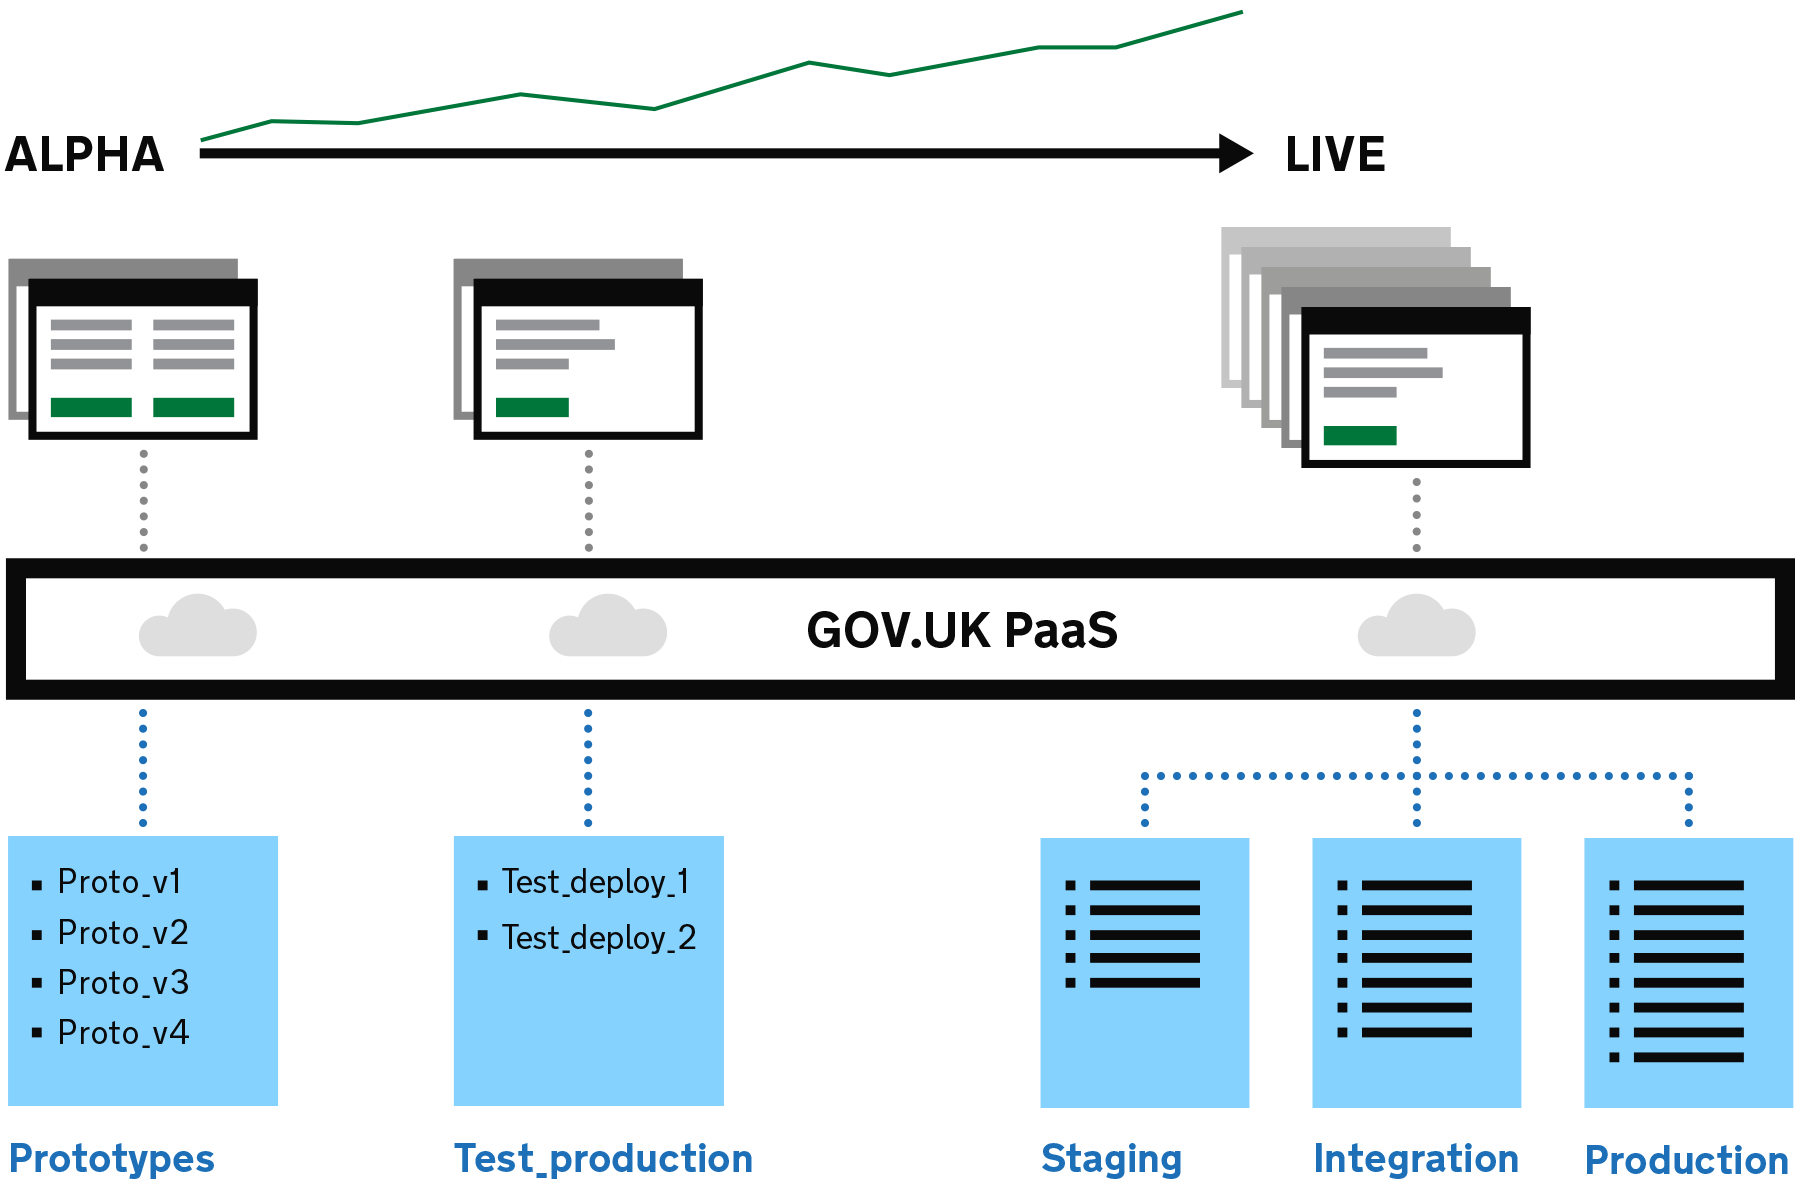 ALPHA
LIVE
GOV.UK PaaS
Proto_v1
Proto_v2
Proto_v3
Proto_v4
Test_deploy_1
Test_deploy_2
Prototypes
Test_production
Staging
Integration
Production